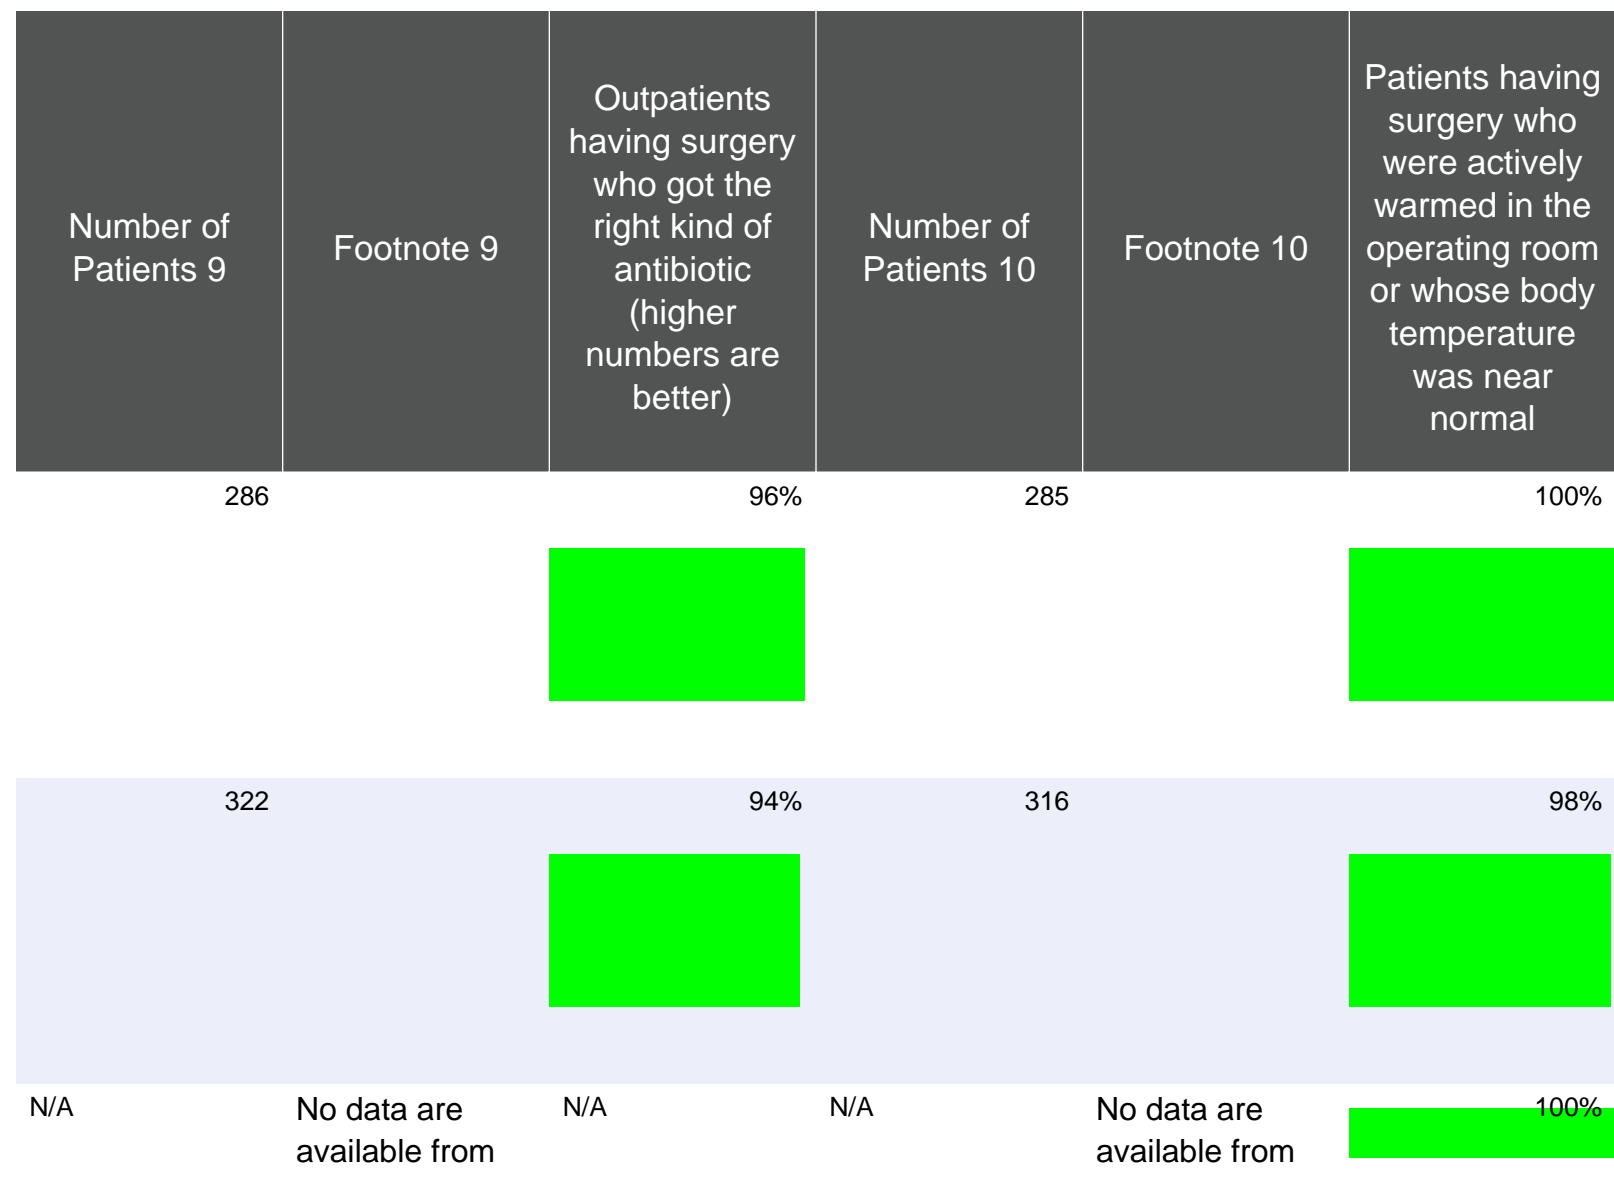 Number of
Patients 9
Footnote 9
Outpatients
having surgery
who got the
right kind of
antibiotic
(higher
numbers are
better)
Number of
Patients 10
Footnote 10
Patients having
surgery who
were actively
warmed in the
operating room
or whose body
temperature
was near
normal
286 96% 285 100%
322 94% 316 98%
N/A No data are N/A N/A No data are 100%
available from available from